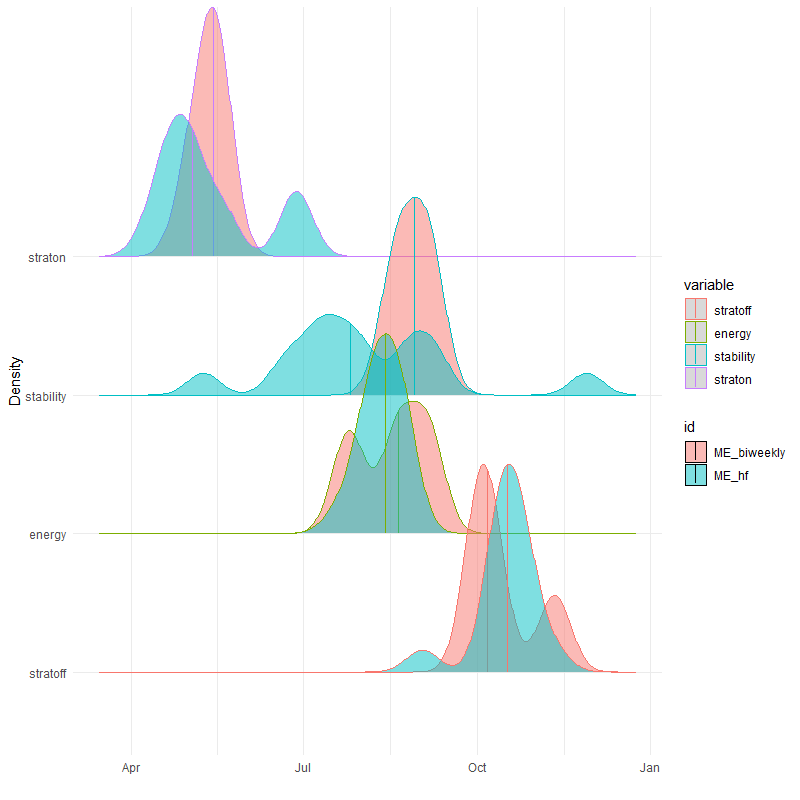 Density
straton
stability
energy
stratoff
Apr Jul Oct Jan
variable
stratoff
energy
stability
straton
id
ME_biweekly
ME_hf